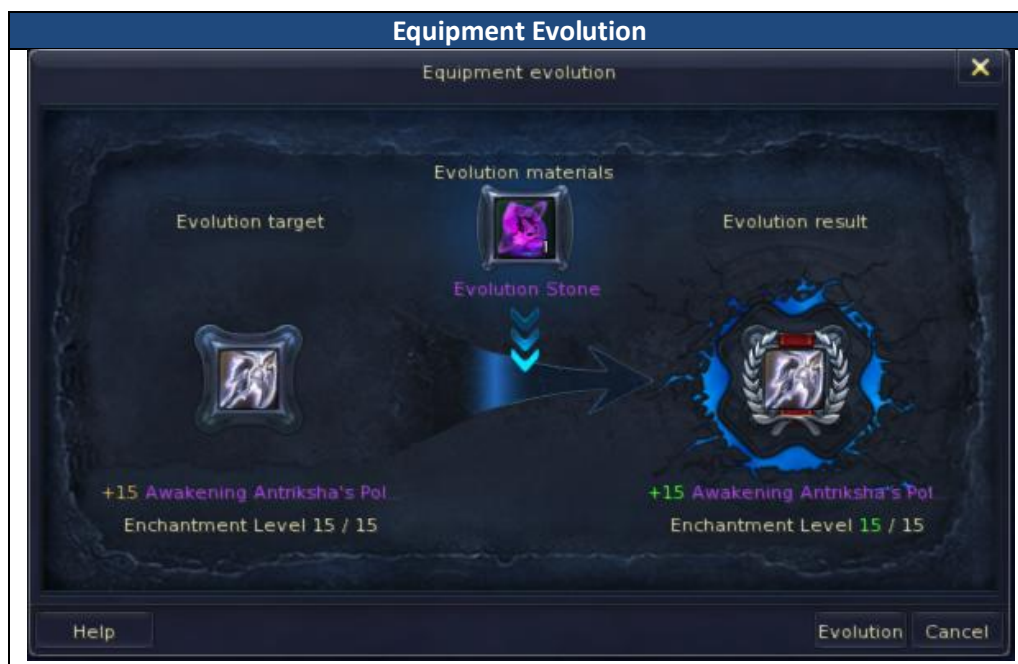 Equipment Evolution
Equipment evolution
Evolution materials
Evolution target
Evolution result
1
Evolution Stone
+15 Awakening Antriksha's Pol...
+15 Awakening Antriksha's Pol...
Enchantment Level 15 / 15
Enchantment Level 15 / 15
Help
Evolution
Cancel